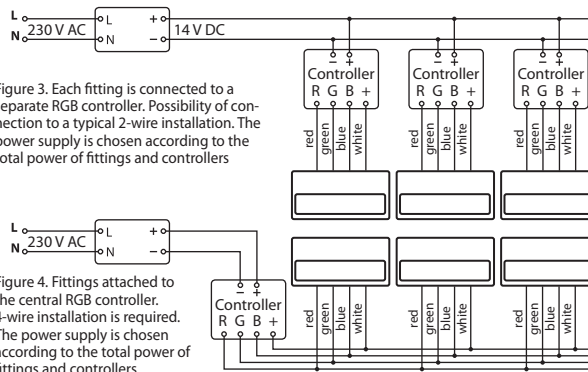 L
230 V AC
N
L
N
+
−
14 V DC
− +
Controller
R G B +
− +
Controller
R G B +
− +
Controller
R G B +
Figure 3. Each fitting is connected to a
separate RGB controller. Possibility of con-
nection to a typical 2-wire installation. The
power supply is chosen according to the
total power of fittings and controllers
red
green
blue
white
red
green
blue
white
red
green
blue
white
L
230 V AC
N
L
N
+
−
Figure 4. Fittings attached to
the central RGB controller.
4-wire installation is required.
The power supply is chosen
according to the total power of
fittings and controllers
− +
Controller
R G B +
red
green
blue
white
red
green
blue
white
red
green
blue
white